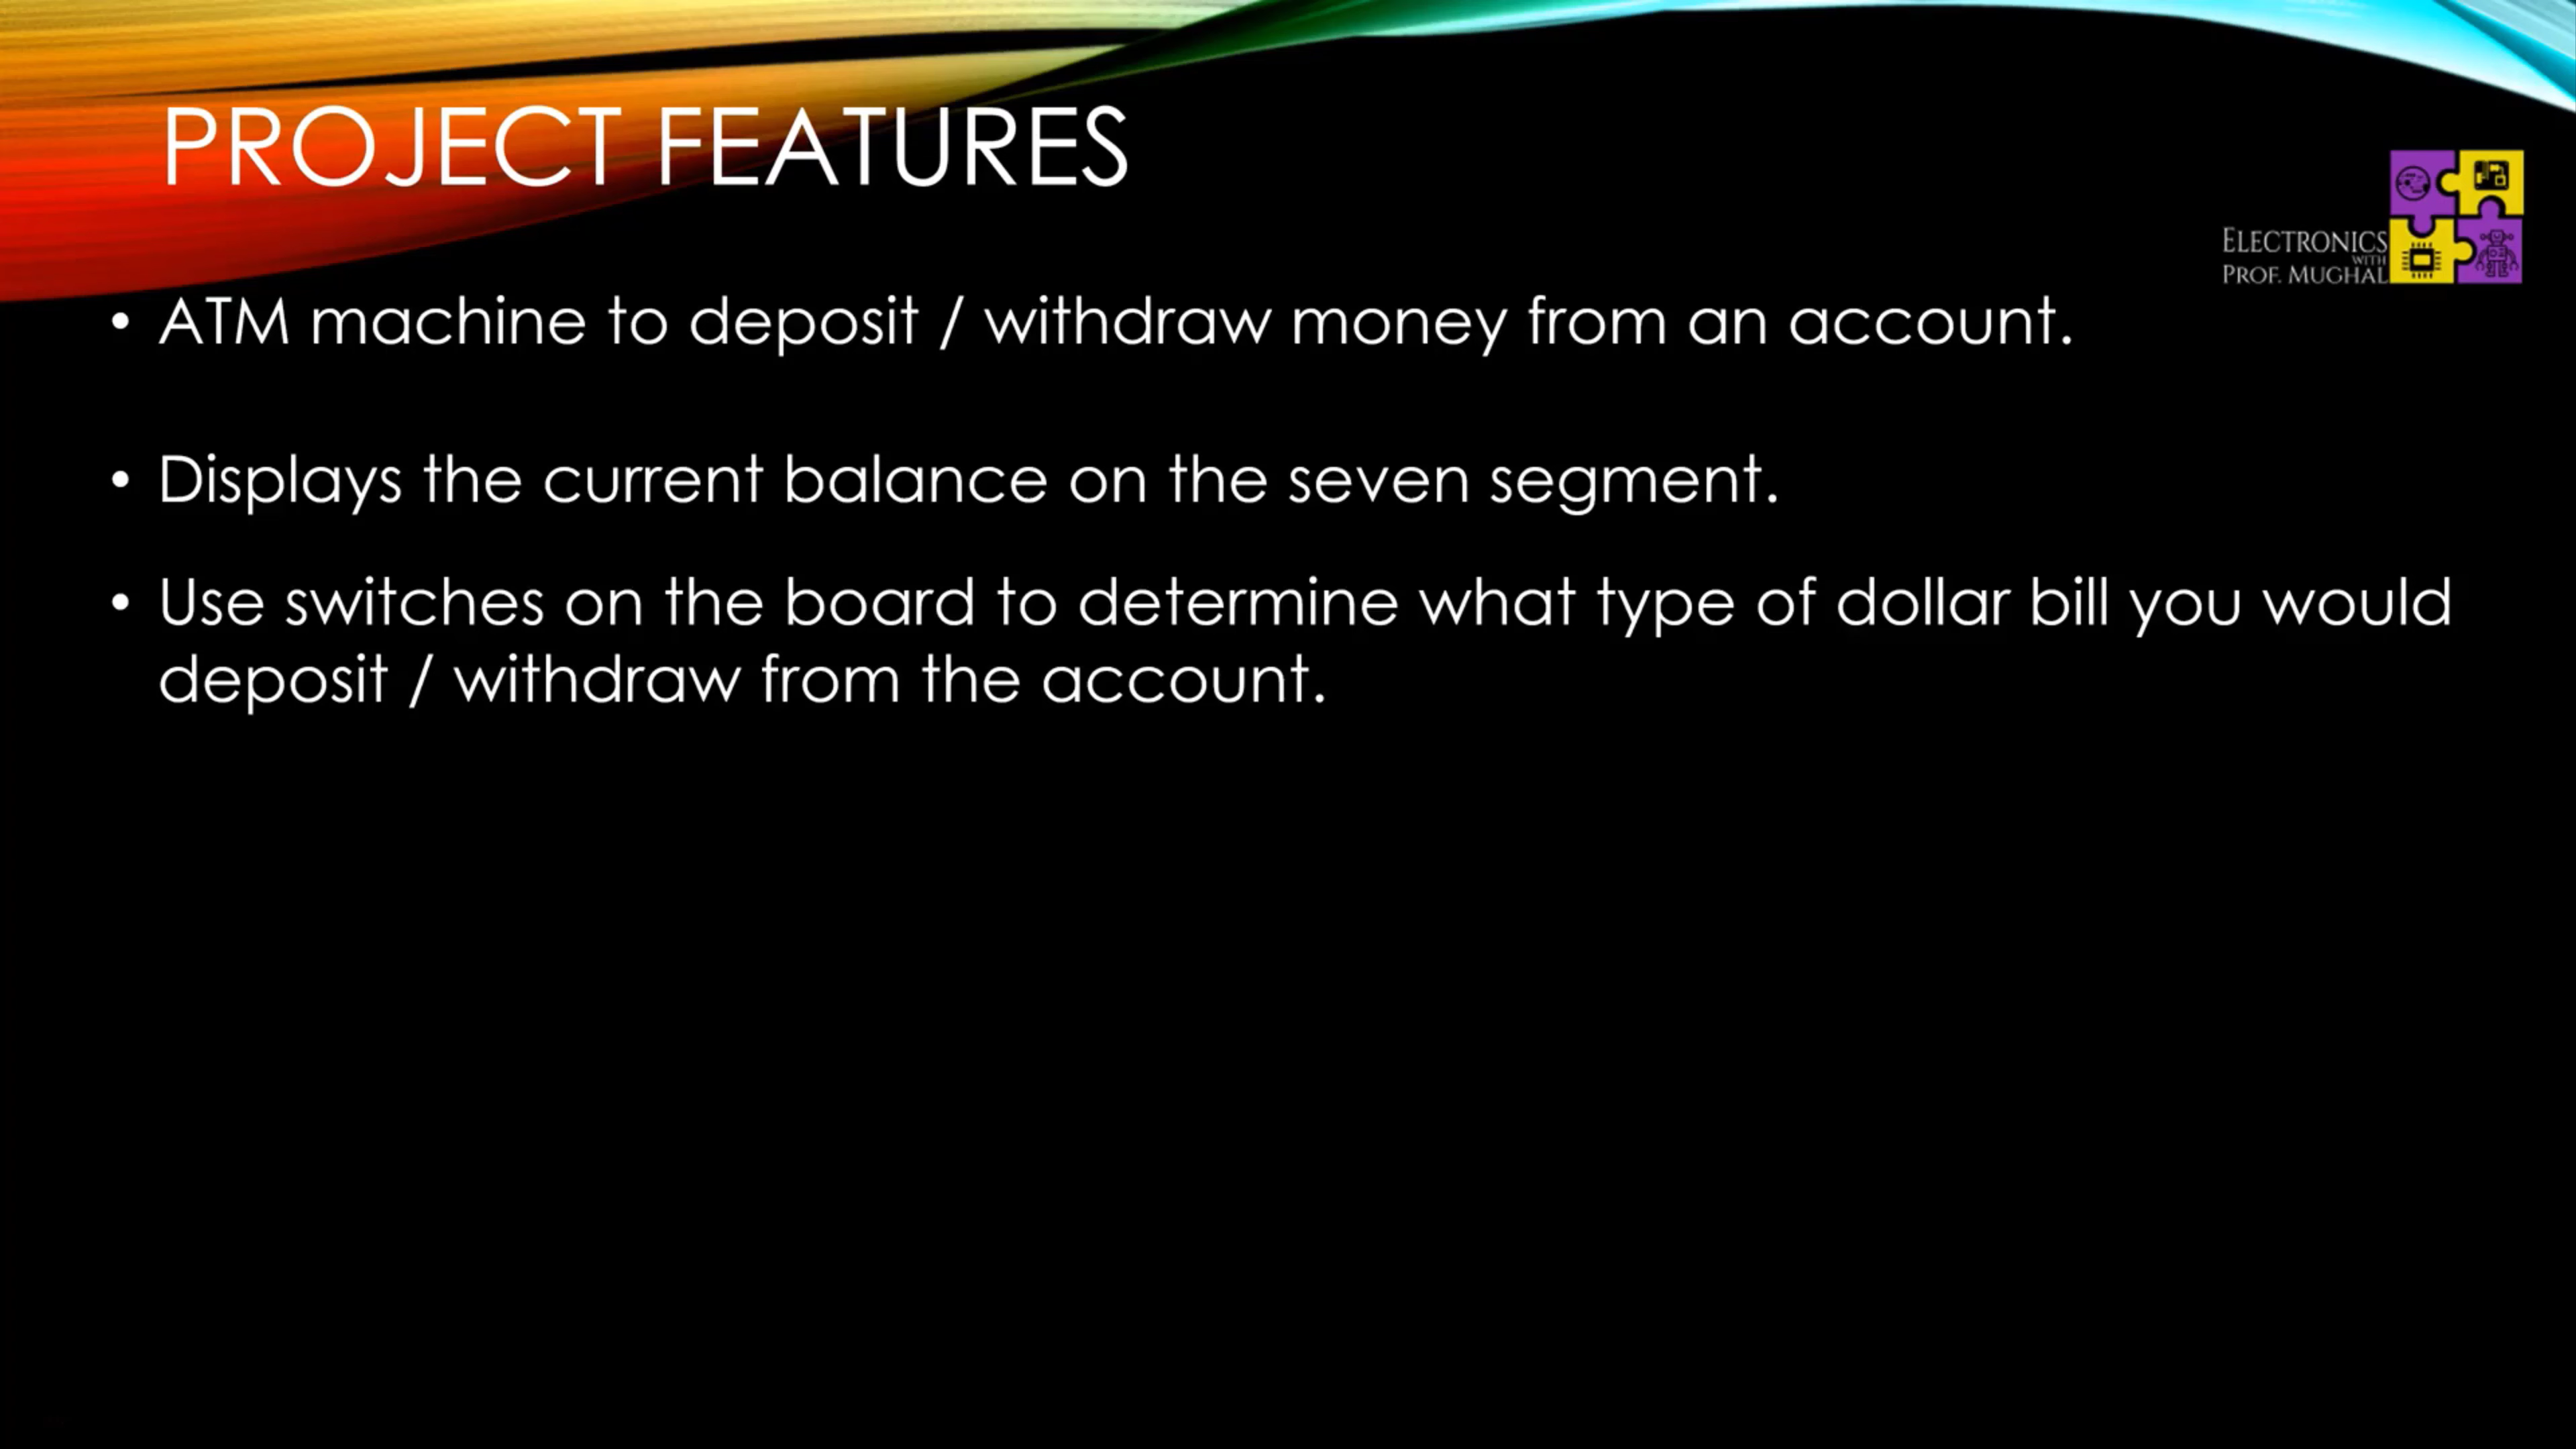 PROJECT FEATURES
ELECTRONICS
WITH
PROF. MUGHAL
• ATM machine to deposit / withdraw money from an account.
• Displays the current balance on the seven segment.
• Use switches on the board to determine what type of dollar bill you would
deposit / withdraw from the account.